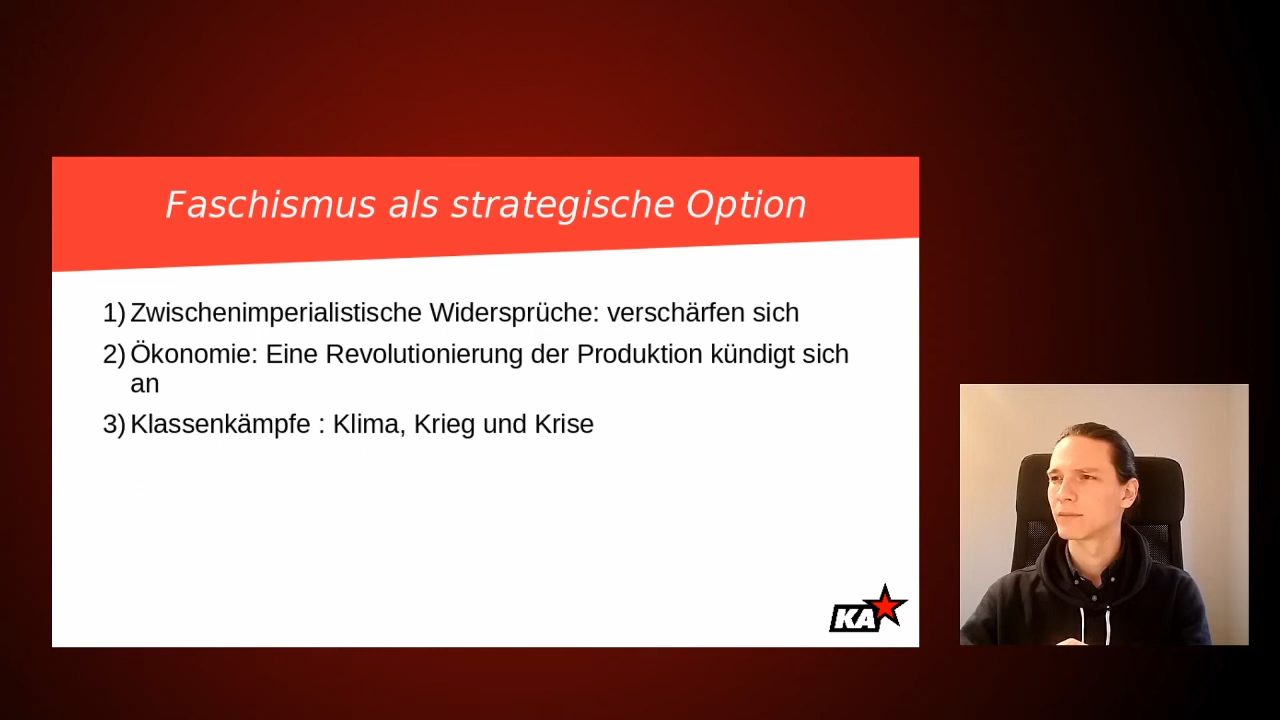 Faschismus als strategische Option
1) Zwischenimperialistische Widersprüche: verschärfen sich
2) Ökonomie: Eine Revolutionierung der Produktion kündigt sich
an
3) Klassenkämpfe : Klima, Krieg und Krise
KA